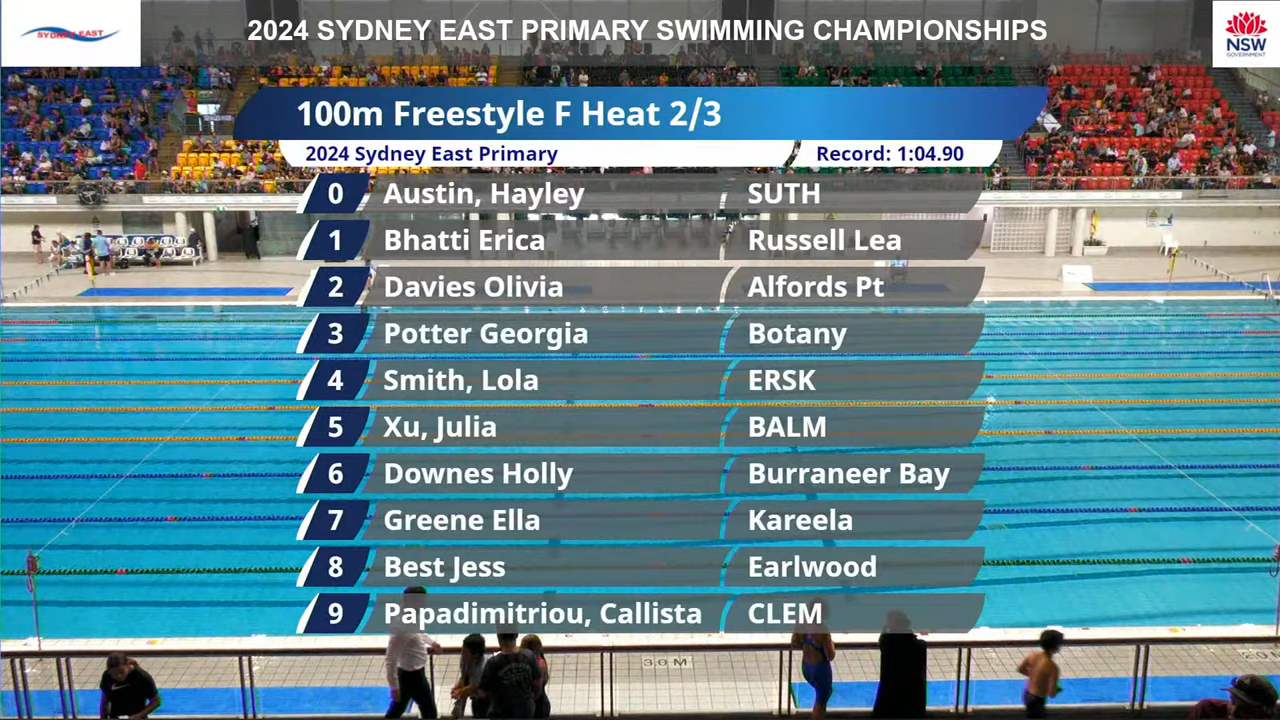 SYDNEY EAST
2024 SYDNEY EAST PRIMARY SWIMMING CHAMPIONSHIPS
NSW
GOVERNMENT
100m Freestyle F Heat 2/3
2024 Sydney East Primary Record: 1:04.90
0 Austin, Hayley SUTH
1 Bhatti Erica Russell Lea
2 Davies Olivia Alfords Pt
3 Potter Georgia Botany
4 Smith, Lola ERSK
5 Xu, Julia BALM
6 Downes Holly Burraneer Bay
7 Greene Ella Kareela
8 Best Jess Earlwood
9 Papadimitriou, Callista CLEM
30M